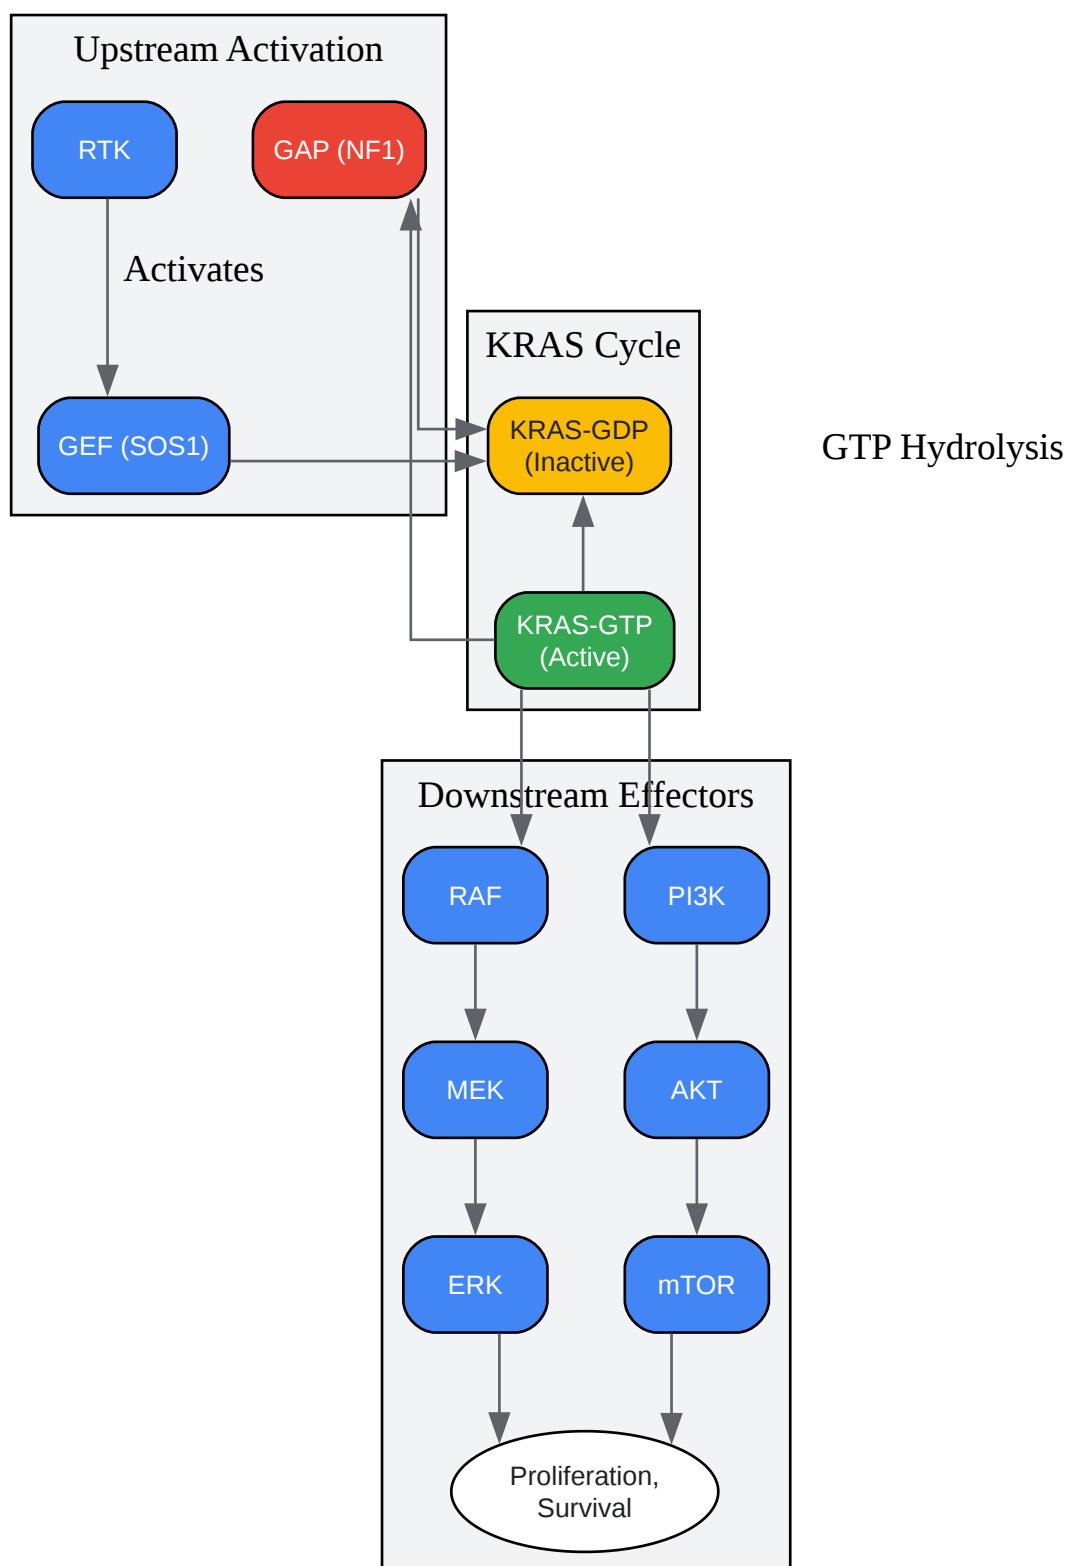 Upstream Activation
RTK
GAP (NF1)
Activates
GEF (SOS1)
KRAS Cycle
KRAS-GDP
(Inactive)
GTP Hydrolysis
KRAS-GTP
(Active)
Downstream Effectors
RAF
PI3K
MEK
AKT
ERK
mTOR
Proliferation,
Survival